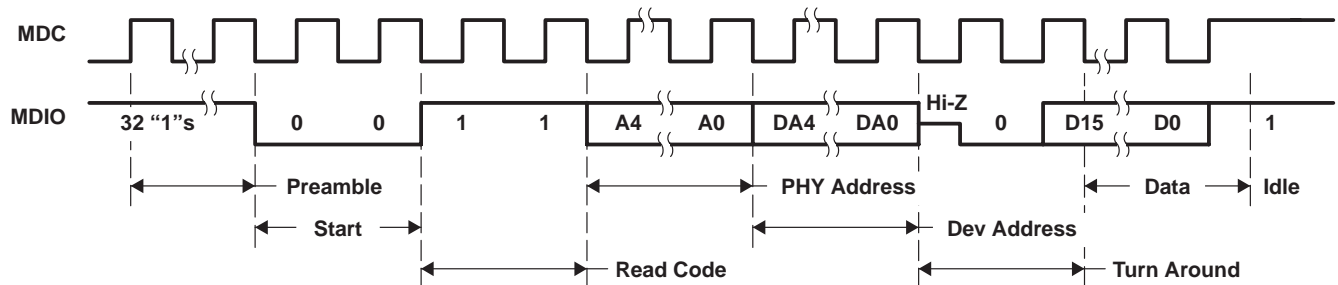 MDC
MDIO
32 “1”s 0 0 1 1 A4 A0 DA4 DA0 Hi-Z 0 D15 D0 1
Preamble PHY Address Data Idle
Start Dev Address
Read Code Turn Around